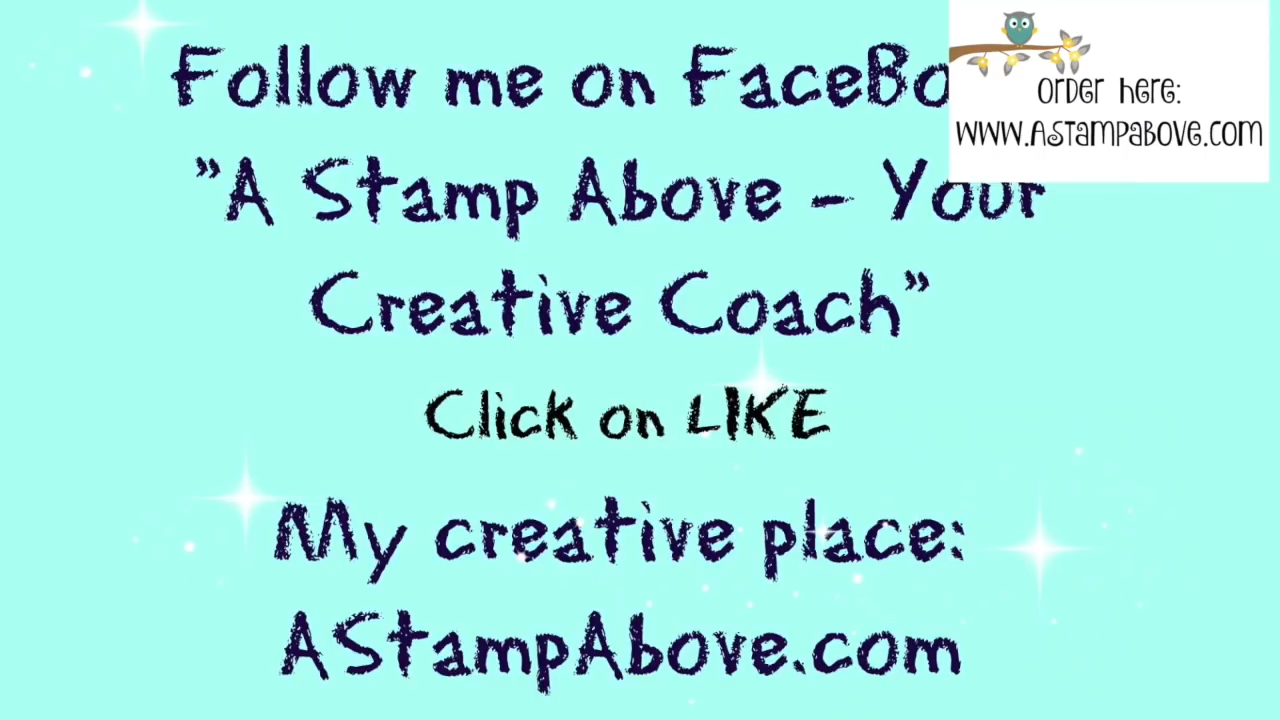 Follow me on FaceBo
"A Stamp Above - Your
Creative Coach"
Click on LIKE
My creative place:
AStampAbove.com
Order here:
www.AStampabove.com